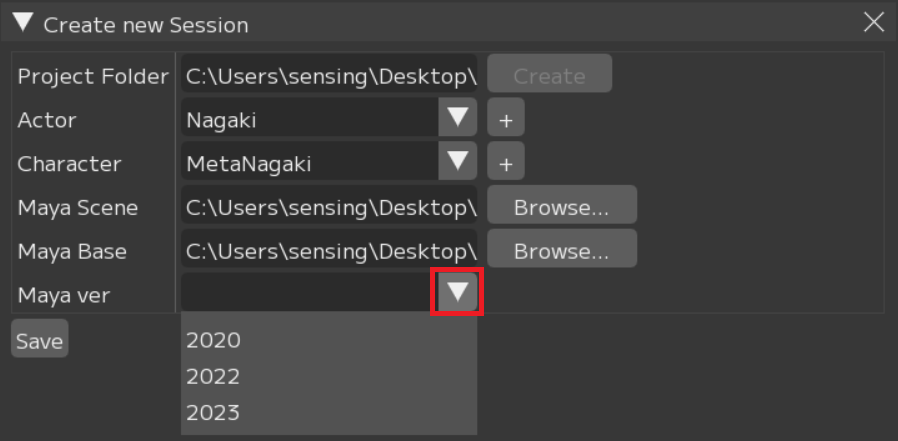 Create new Session
Project Folder C:\Users\sensing\Desktop\ Create
Actor Nagaki +
Character MetaNagaki +
Maya Scene C:\Users\sensing\Desktop\ Browse...
Maya Base C:\Users\sensing\Desktop\ Browse...
Maya ver
Save 2020
2022
2023